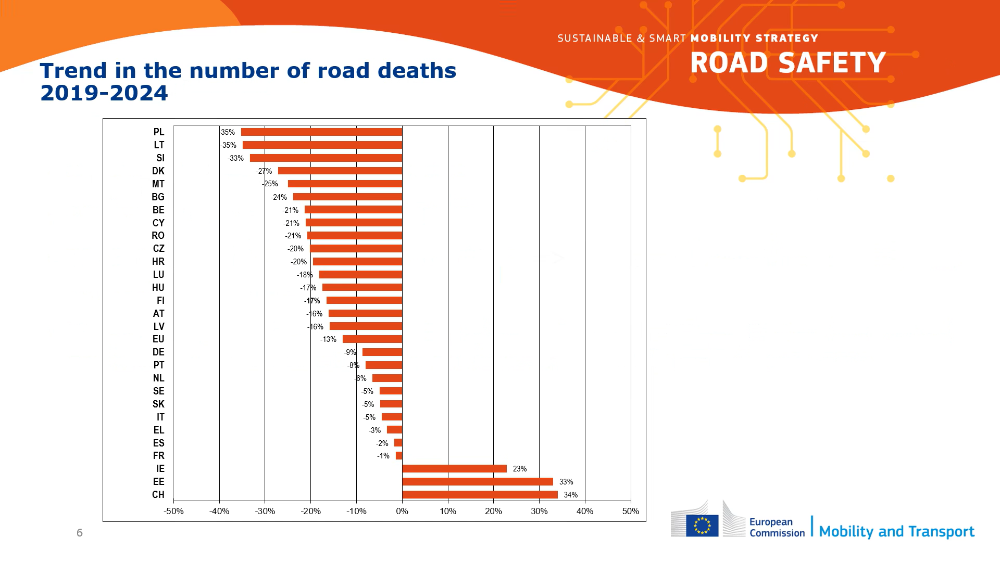 SUSTAINABLE & SMART MOBILITY STRATEGY
ROAD SAFETY
Trend in the number of road deaths
2019-2024
PL -35%
LT -35%
SI -33%
DK -27%
MT -25%
BG -24%
BE -21%
CY -21%
RO -21%
CZ -20%
HR -20%
LU -18%
HU -17%
FI -17%
AT -16%
LV -16%
EU -13%
DE -9%
PT -8%
NL -6%
SE -5%
SK -5%
IT -5%
EL -3%
ES -2%
FR -1%
IE 23%
EE 33%
CH 34%
-50% -40% -30% -20% -10% 0% 10% 20% 30% 40% 50%
6
European
Commission
Mobility and Transport